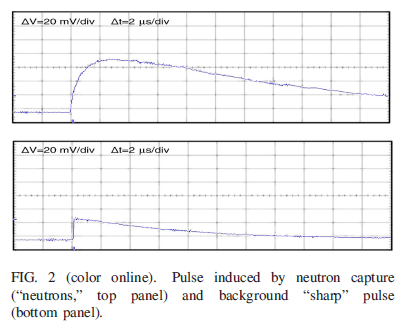 ΔV=20 mV/div Δt=2 μs/div
ΔV=20 mV/div Δt=2 μs/div
FIG. 2 (color online). Pulse induced by neutron capture
(“neutrons,” top panel) and background “sharp” pulse
(bottom panel).